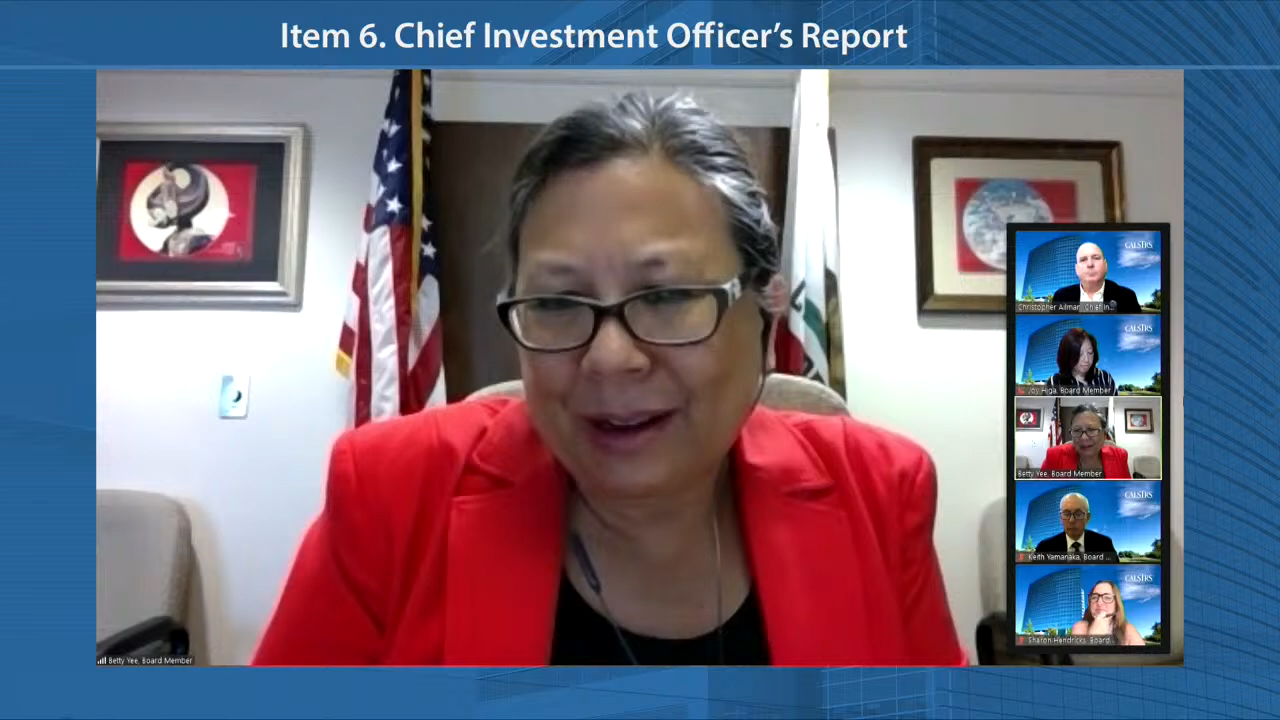 Item 6. Chief Investment Officer's Report
CALSTRS
Christopher Ailman, Chief In...
CALSTRS
Joy Higa, Board Member
Betty Yee, Board Member
CALSTRS
Keith Yamanaka, Board ...
CALSTRS
Sharon Hendricks, Board...
Betty Yee, Board Member